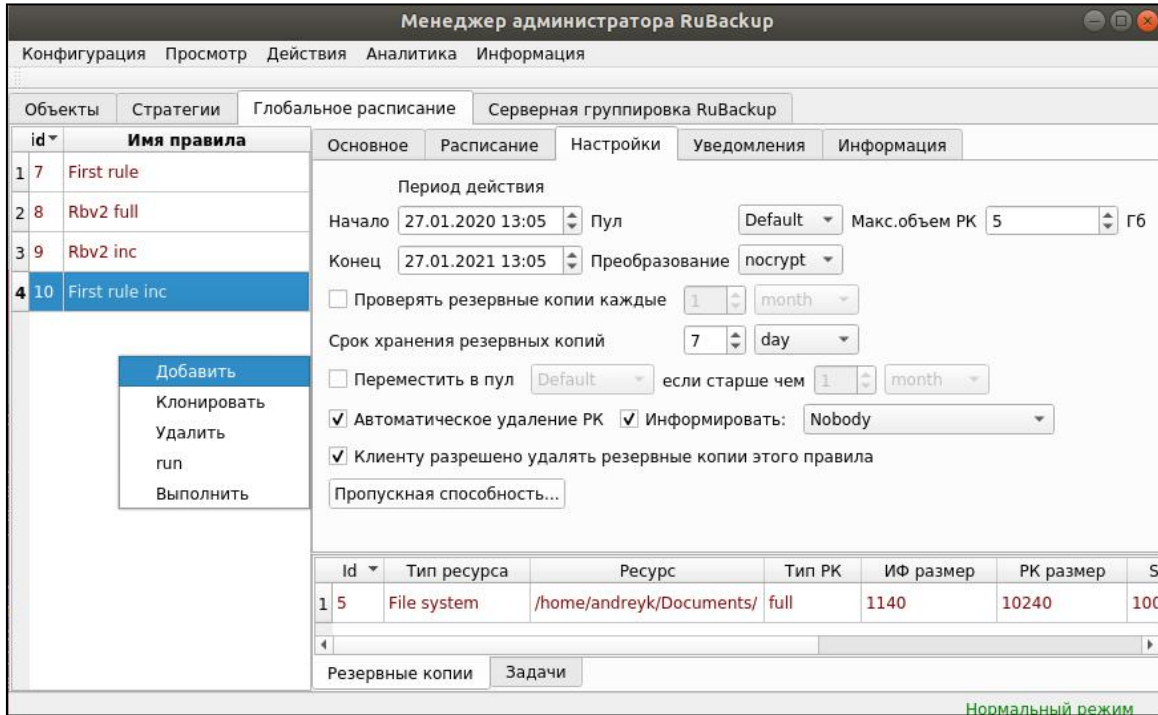 Менеджер администратора RuBackup
Конфигурация Просмотр Действия Аналитика Информация
Объекты Стратегии Глобальное расписание Серверная группировка RuBackup
id Имя правила
1 7 First rule
2 8 Rbv2 full
3 9 Rbv2 inc
4 10 First rule inc
Добавить
Клонировать
Удалить
run
Выполнить
Основное Расписание Настройки Уведомления Информация
Период действия
Начало 27.01.2020 13:05 Пул Default Макс.объем РК 5 Гб
Конец 27.01.2021 13:05 Преобразование nocrypt
Проверять резервные копии каждые 1 month
Срок хранения резервных копий 7 day
Переместить в пул Default если старше чем 1 month
Автоматическое удаление РК Информировать: Nobody
Клиенту разрешено удалять резервные копии этого правила
Пропускная способность...
Id Тип ресурса Ресурс Тип РК ИФ размер РК размер S
1 5 File system /home/andreyk/Documents/ full 1140 10240 100
Резервные копии Задачи
Нормальный режим